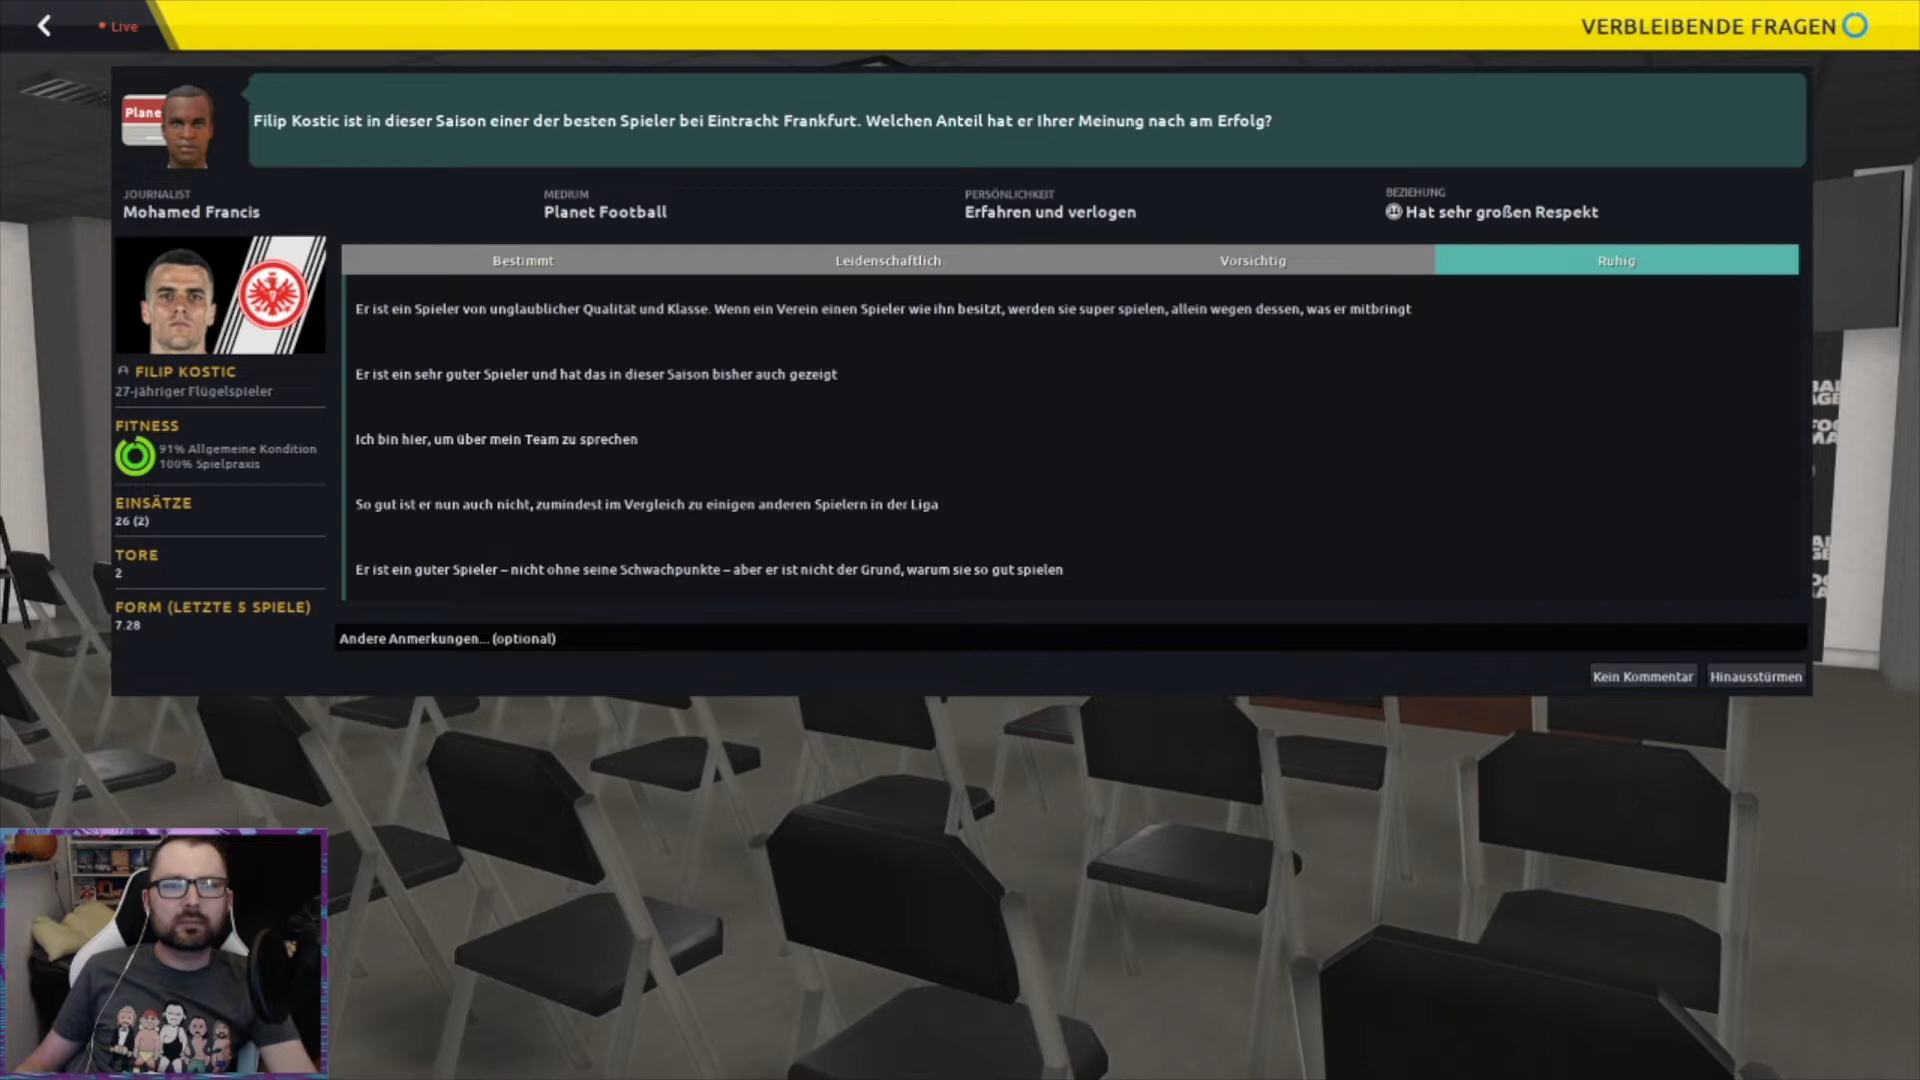 Live
VERBLEIBENDE FRAGEN
Plane
Filip Kostic ist in dieser Saison einer der besten Spieler bei Eintracht Frankfurt. Welchen Anteil hat er Ihrer Meinung nach am Erfolg?
JOURNALIST
Mohamed Francis
MEDIUM
Planet Football
PERSÖNLICHKEIT
Erfahren und verlogen
BEZIEHUNG
Hat sehr großen Respekt
Bestimmt
Leidenschaftlich
Vorsichtig
Ruhig
Er ist ein Spieler von unglaublicher Qualität und Klasse. Wenn ein Verein einen Spieler wie ihn besitzt, werden sie super spielen, allein wegen dessen, was er mitbringt
Er ist ein sehr guter Spieler und hat das in dieser Saison bisher auch gezeigt
Ich bin hier, um über mein Team zu sprechen
So gut ist er nun auch nicht, zumindest im Vergleich zu einigen anderen Spielern in der Liga
Er ist ein guter Spieler – nicht ohne seine Schwachpunkte – aber er ist nicht der Grund, warum sie so gut spielen
FILIP KOSTIC
27-jähriger Flügelspieler
FITNESS
91% Allgemeine Kondition
100% Spielpraxis
EINSÄTZE
26 (2)
TORE
2
FORM (LETZTE 5 SPIELE)
7.28
Andere Anmerkungen... (optional)
Kein Kommentar
Hinausstürmen